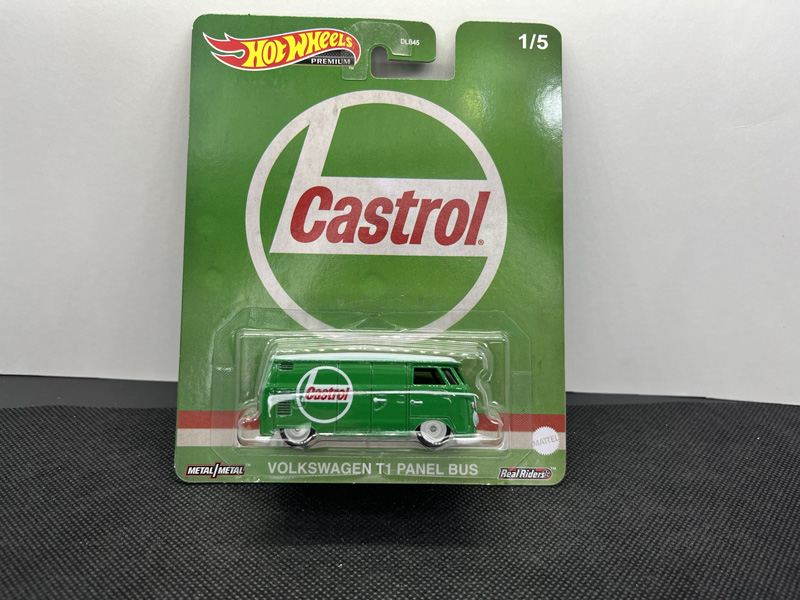 HOT WHEELS
PREMIUM
DLB45
1/5
Castrol
Castrol
MATTEL
METAL/METAL
VOLKSWAGEN T1 PANEL BUS
Real Riders